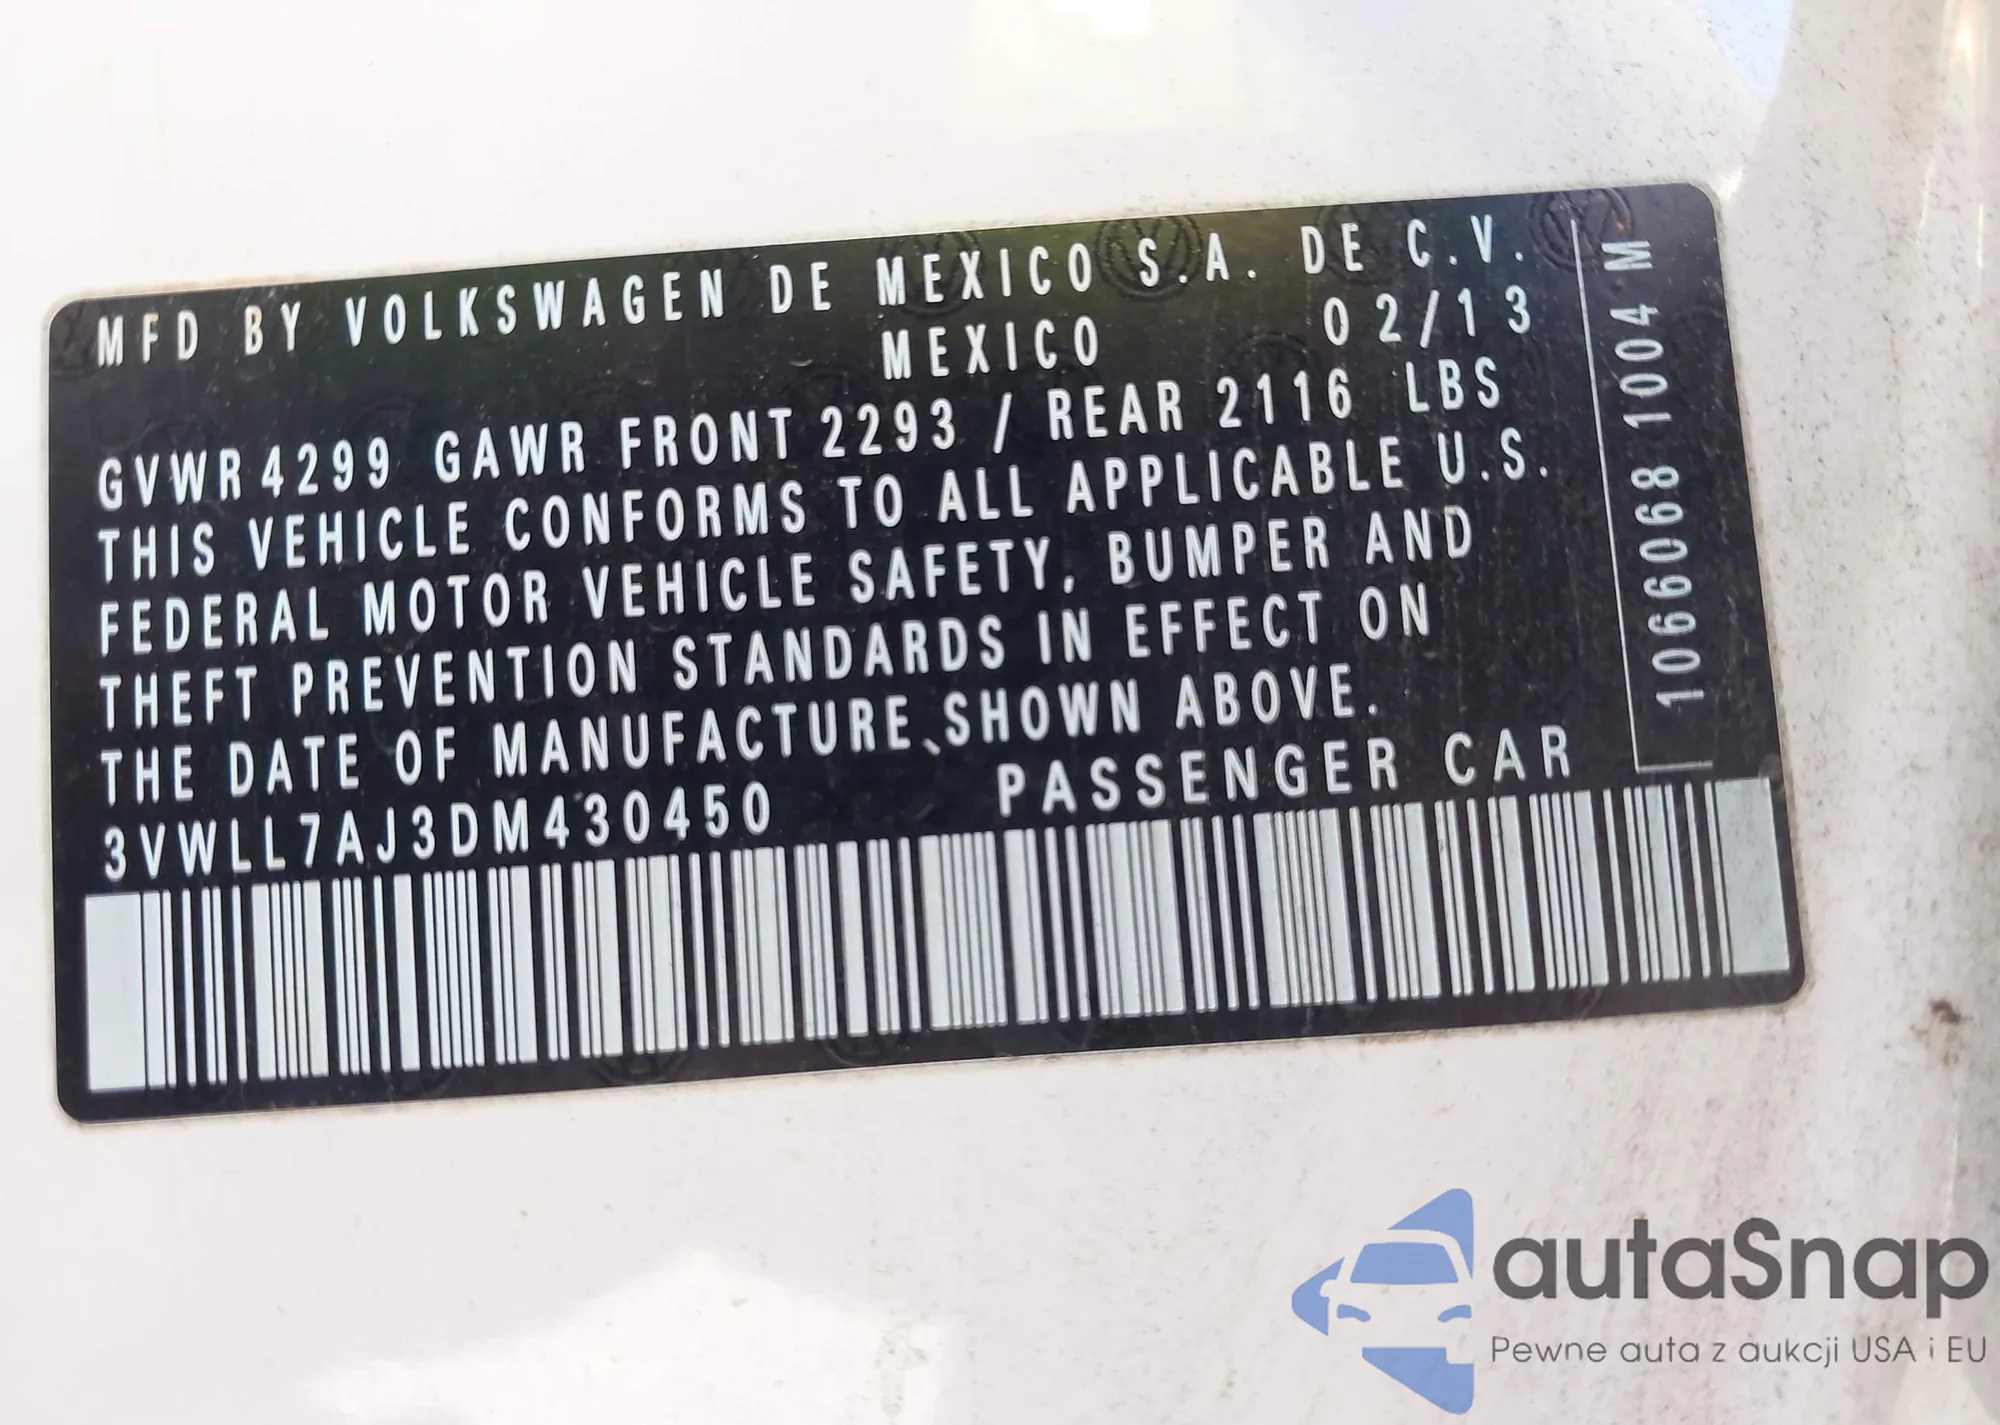 MFD BY VOLKSWAGEN DE MEXICO S.A. DE C.V.
MEXICO 02/13
GVWR 4299 GAWR FRONT 2293 / REAR 2116 LBS
THIS VEHICLE CONFORMS TO ALL APPLICABLE U.S.
FEDERAL MOTOR VEHICLE SAFETY, BUMPER AND
THEFT PREVENTION STANDARDS IN EFFECT ON
THE DATE OF MANUFACTURE SHOWN ABOVE.
3VWLL7AJ3DM430450 PASSENGER CAR
1066068 1004 M
autaSnap
Pewne auta z aukcji USA i EU